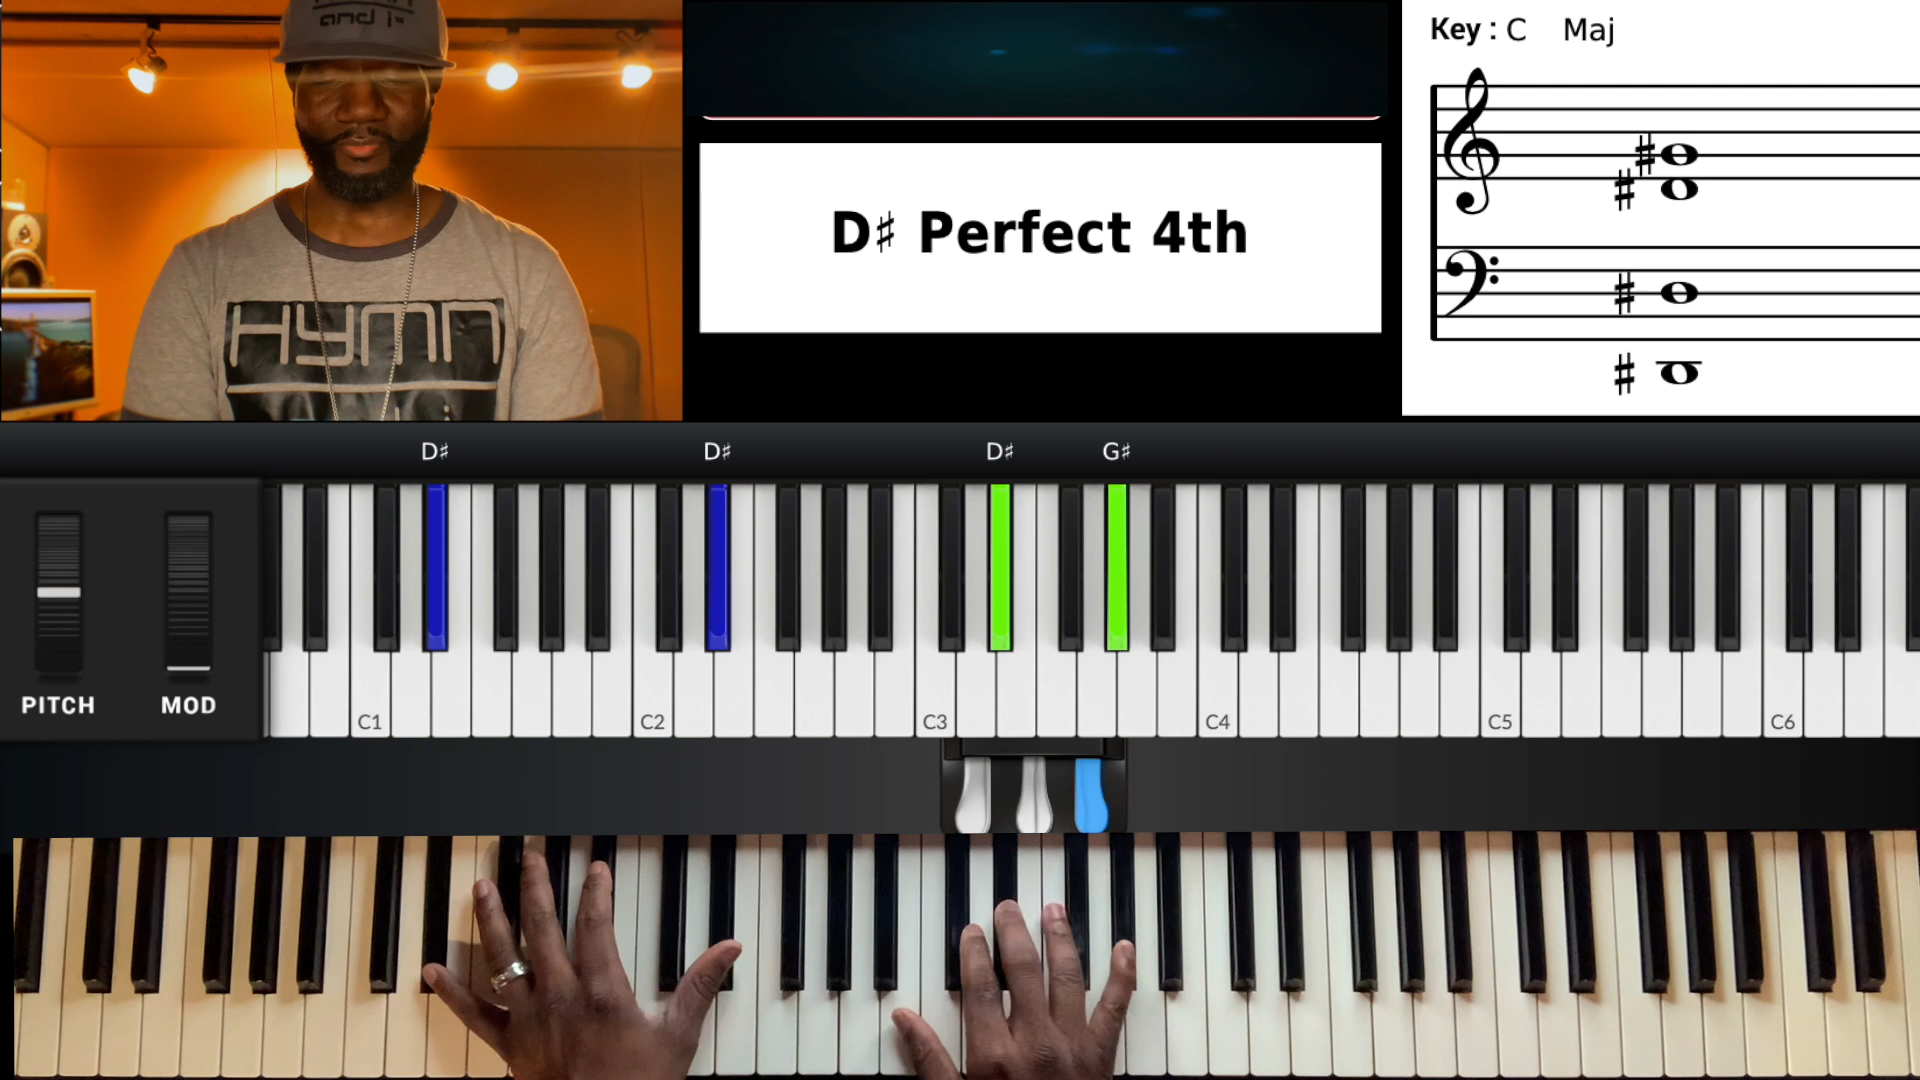 and i-
HYMN
D♯ Perfect 4th
Key : C Maj
D♯ D♯ D♯ G♯
PITCH MOD
C1 C2 C3 C4 C5 C6